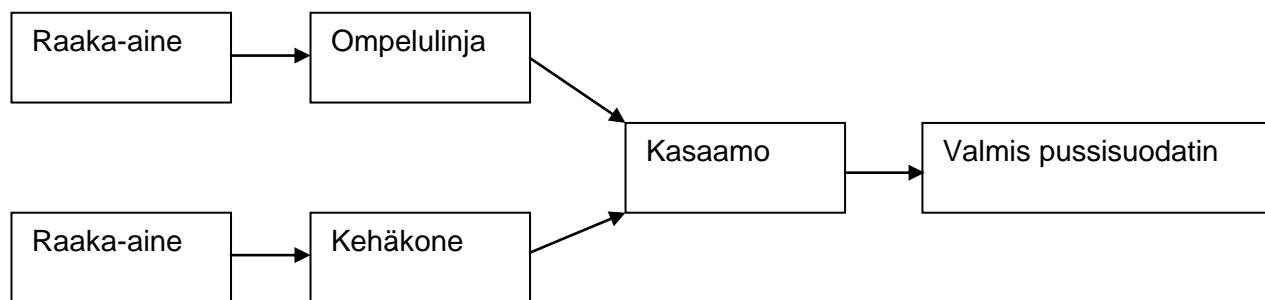 Raaka-aine
Ompelulinja
Kasaamo
Valmis pussisuodatin
Raaka-aine
Kehäkone